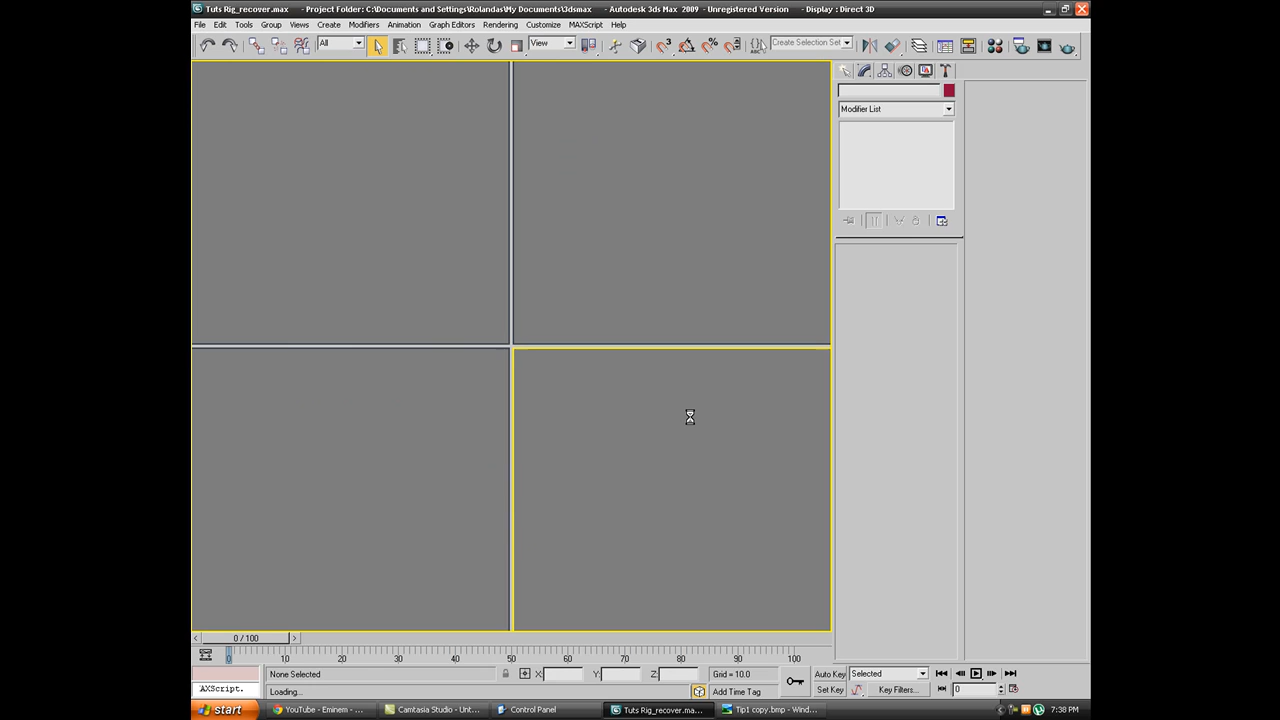 Tuts Rig_recover.max - Project Folder: C:\Documents and Settings\Rolandas\My Documents\3dsmax - Autodesk 3ds Max 2009 - Unregistered Version - Display : Direct 3D
File Edit Tools Group Views Create Modifiers Animation Graph Editors Rendering Customize MAXScript Help
All View Create Selection Set
Modifier List
0 / 100
0 10 20 30 40 50 60 70 80 90 100
None Selected X: Y: Z: Grid = 10.0 Auto Key Selected
'AXScript. Loading... Add Time Tag Set Key Key Filters... 0
start YouTube - Eminem - ... Camtasia Studio - Unt... Control Panel Tuts Rig_recover.ma... Tip1 copy.bmp - Wind... 7:38 PM